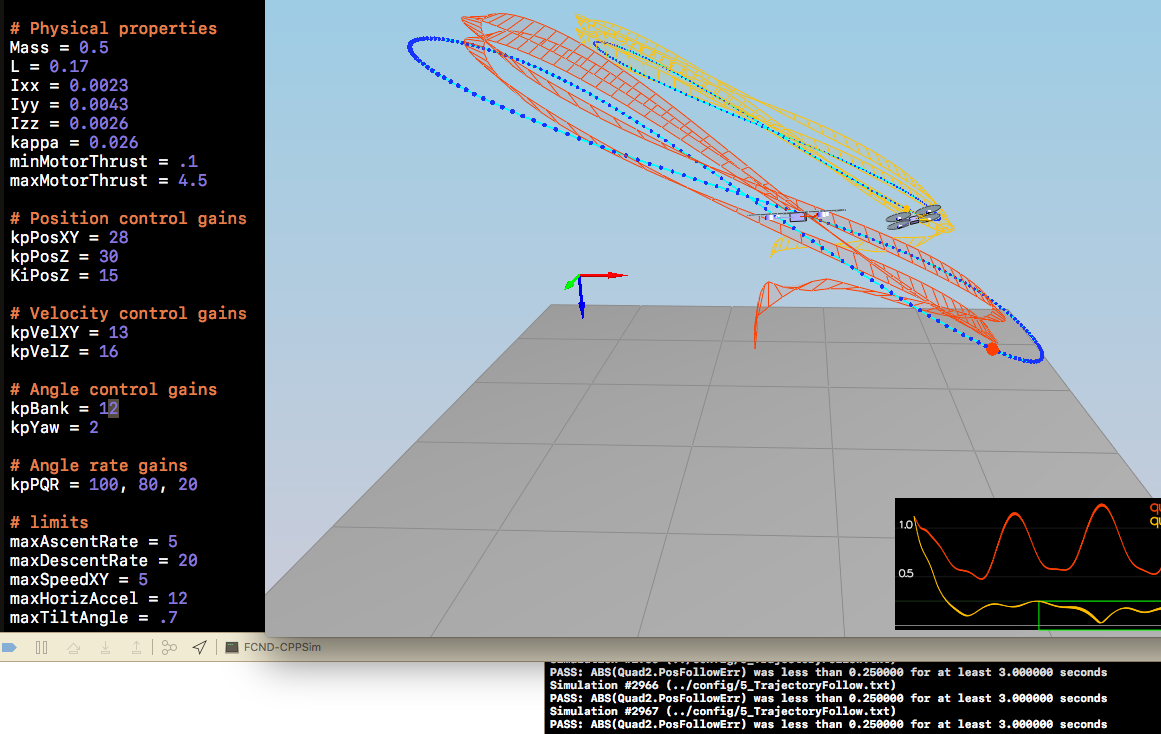 # Physical properties
Mass = 0.5
L = 0.17
Ixx = 0.0023
Iyy = 0.0043
Izz = 0.0026
kappa = 0.026
minMotorThrust = .1
maxMotorThrust = 4.5
# Position control gains
kpPosXY = 28
kpPosZ = 30
KiPosZ = 15
# Velocity control gains
kpVelXY = 13
kpVelZ = 16
# Angle control gains
kpBank = 12
kpYaw = 2
# Angle rate gains
kpPQR = 100, 80, 20
# limits
maxAscentRate = 5
maxDescentRate = 20
maxSpeedXY = 5
maxHorizAccel = 12
maxTiltAngle = .7
1.0
0.5
FCND-CPPSim
PASS: ABS(Quad2.PosFollowErr) was less than 0.250000 for at least 3.000000 seconds
Simulation #2966 (../config/5_TrajectoryFollow.txt)
PASS: ABS(Quad2.PosFollowErr) was less than 0.250000 for at least 3.000000 seconds
Simulation #2967 (../config/5_TrajectoryFollow.txt)
PASS: ABS(Quad2.PosFollowErr) was less than 0.250000 for at least 3.000000 seconds